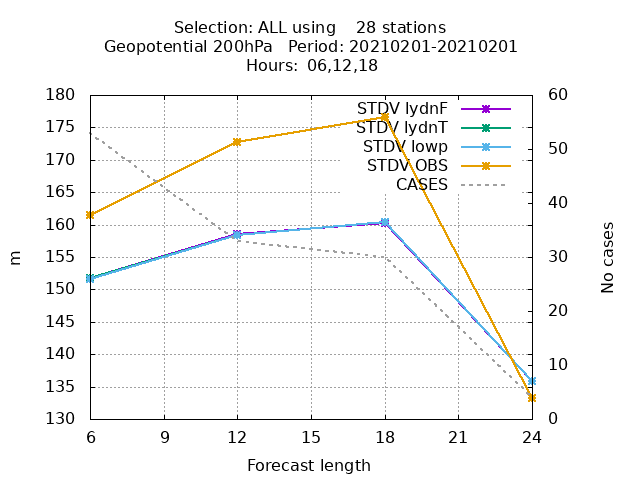 Selection: ALL using    28 stations
Geopotential 200hPa   Period: 20210201-20210201
Hours:  06,12,18
180
175
170
165
160
155
150
145
140
135
130
60
50
40
30
20
10
0
6 9 12 15 18 21 24
m
No cases
Forecast length
STDV lydnF
STDV lydnT
STDV lowp
STDV OBS
CASES